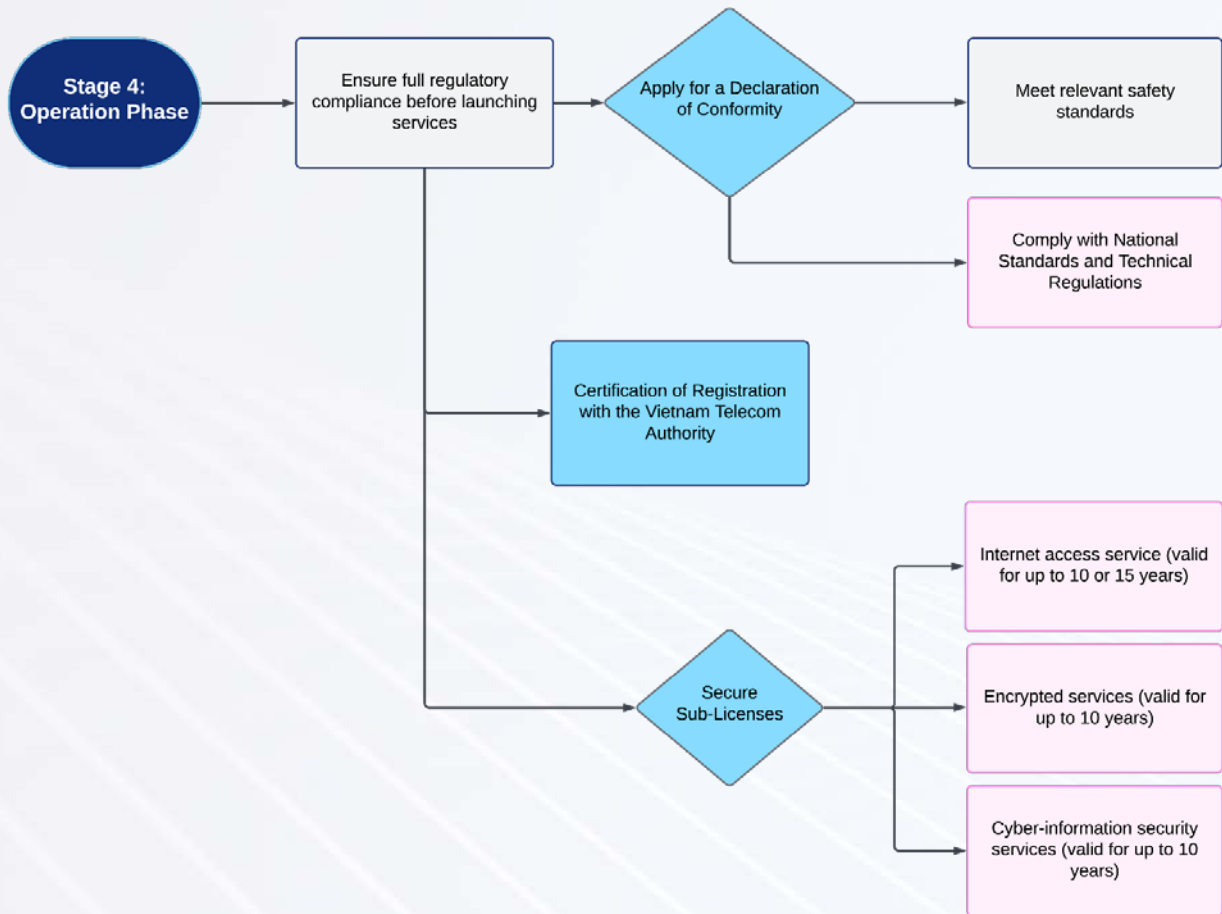 Stage 4:
Operation Phase
Ensure full regulatory
compliance before launching
services
Apply for a Declaration
of Conformity
Meet relevant safety
standards
Comply with National
Standards and Technical
Regulations
Certification of Registration
with the Vietnam Telecom
Authority
Secure
Sub-Licenses
Internet access service (valid
for up to 10 or 15 years)
Encrypted services (valid for
up to 10 years)
Cyber-information security
services (valid for up to 10
years)